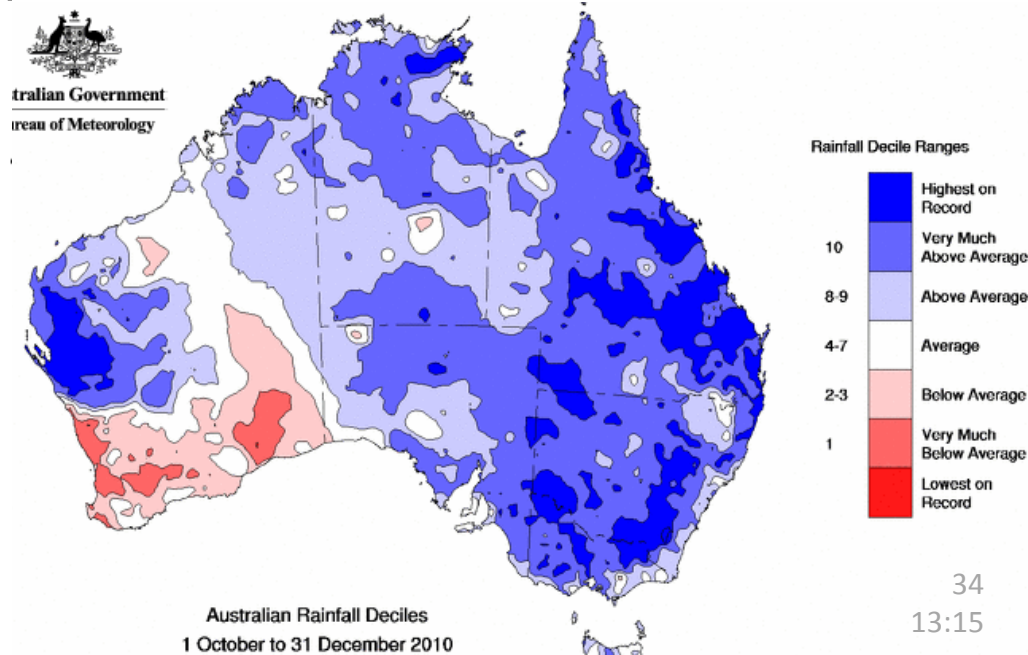 tralian Government
reau of Meteorology
Rainfall Decile Ranges
Highest on
Record
10
Very Much
Above Average
8-9
Above Average
4-7
Average
2-3
Below Average
1
Very Much
Below Average
Lowest on
Record
Australian Rainfall Deciles
1 October to 31 December 2010
34
13:15